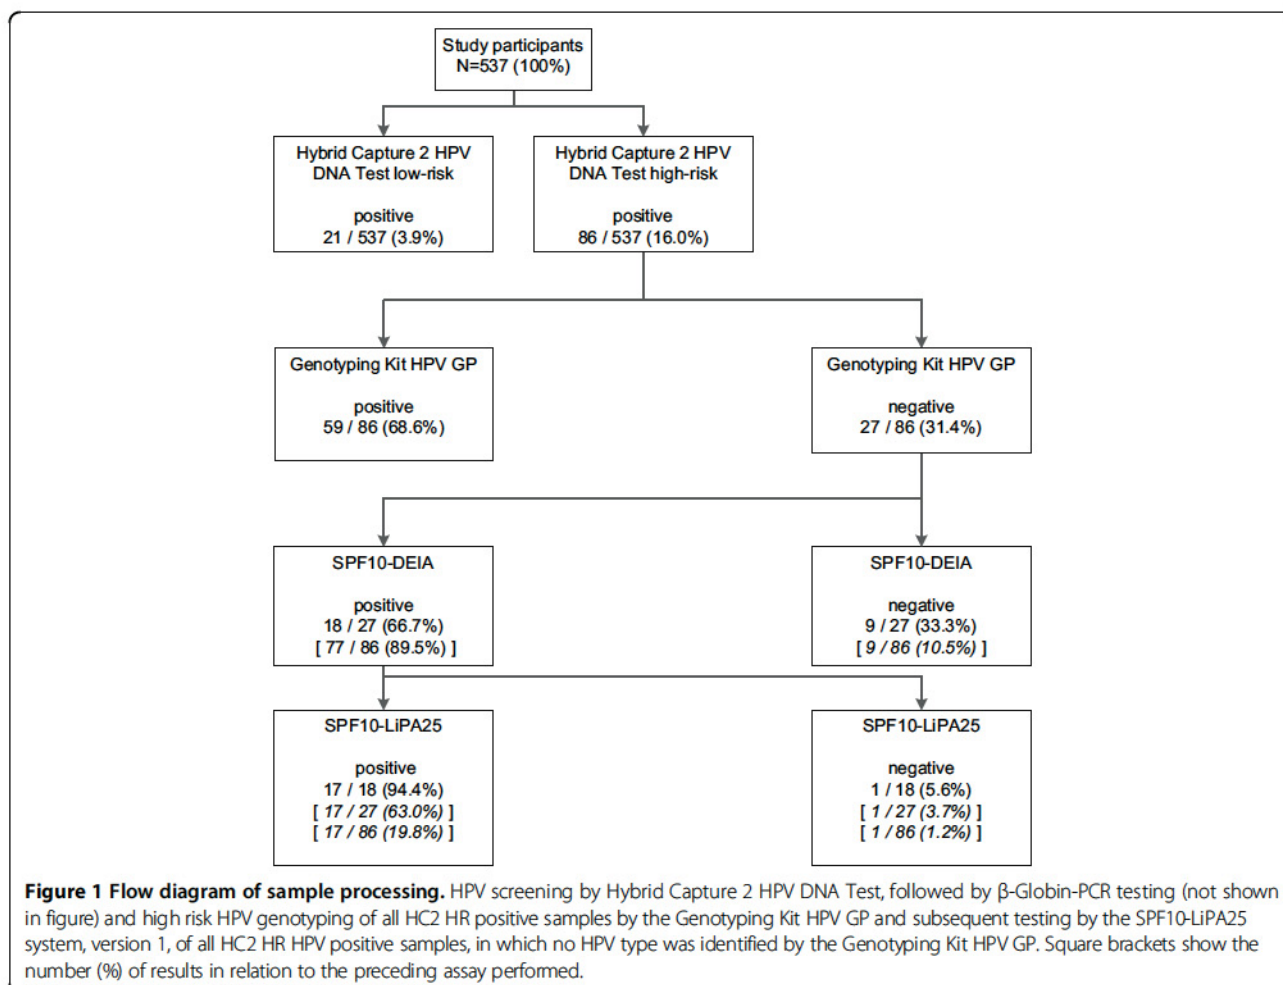 Study participants
N=537 (100%)
Hybrid Capture 2 HPV
DNA Test low-risk
positive
21 / 537 (3.9%)
Hybrid Capture 2 HPV
DNA Test high-risk
positive
86 / 537 (16.0%)
Genotyping Kit HPV GP
positive
59 / 86 (68.6%)
Genotyping Kit HPV GP
negative
27 / 86 (31.4%)
SPF10-DEIA
positive
18 / 27 (66.7%)
[ 77 / 86 (89.5%) ]
SPF10-DEIA
negative
9 / 27 (33.3%)
[ 9 / 86 (10.5%) ]
SPF10-LiPA25
positive
17 / 18 (94.4%)
[ 17 / 27 (63.0%) ]
[ 17 / 86 (19.8%) ]
SPF10-LiPA25
negative
1 / 18 (5.6%)
[ 1 / 27 (3.7%) ]
[ 1 / 86 (1.2%) ]
Figure 1 Flow diagram of sample processing. HPV screening by Hybrid Capture 2 HPV DNA Test, followed by β-Globin-PCR testing (not shown
in figure) and high risk HPV genotyping of all HC2 HR positive samples by the Genotyping Kit HPV GP and subsequent testing by the SPF10-LiPA25
system, version 1, of all HC2 HR HPV positive samples, in which no HPV type was identified by the Genotyping Kit HPV GP. Square brackets show the
number (%) of results in relation to the preceding assay performed.